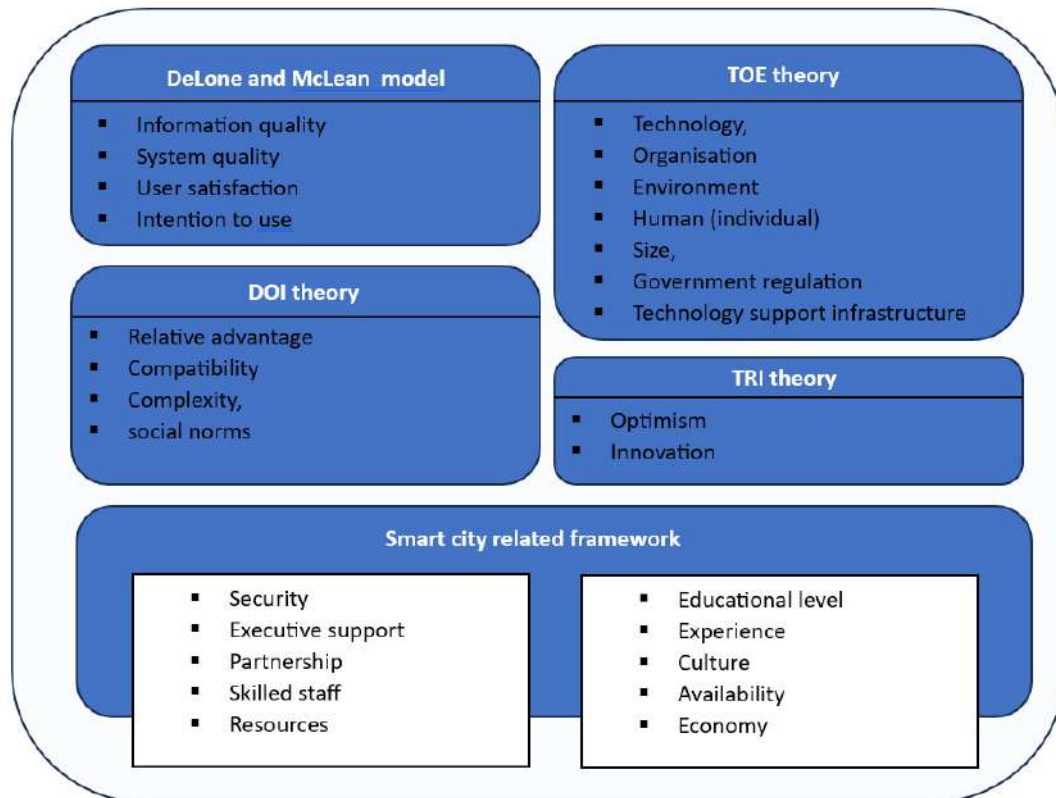 DeLone and McLean model
▪ Information quality
▪ System quality
▪ User satisfaction
▪ Intention to use
TOE theory
▪ Technology,
▪ Organisation
▪ Environment
▪ Human (individual)
▪ Size,
▪ Government regulation
▪ Technology support infrastructure
DOI theory
▪ Relative advantage
▪ Compatibility
▪ Complexity,
▪ social norms
TRI theory
▪ Optimism
▪ Innovation
Smart city related framework
▪ Security
▪ Executive support
▪ Partnership
▪ Skilled staff
▪ Resources
▪ Educational level
▪ Experience
▪ Culture
▪ Availability
▪ Economy